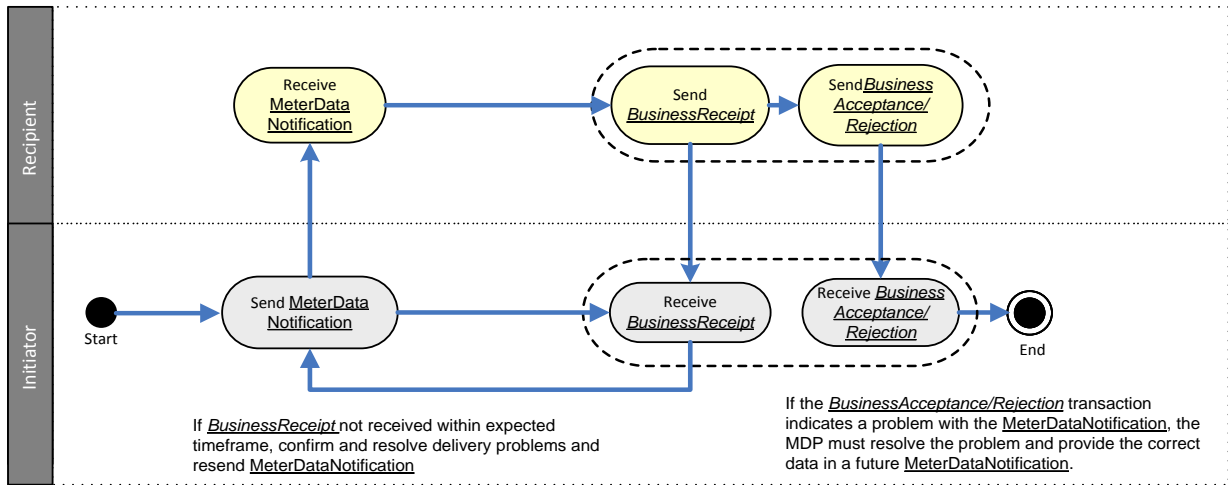 Recipient
Receive
MeterData
Notification
Send
BusinessReceipt
SendBusiness
Acceptance/
Rejection
Initiator
Start
Send MeterData
Notification
Receive
BusinessReceipt
Receive Business
Acceptance/
Rejection
End
If BusinessReceipt not received within expected
timeframe, confirm and resolve delivery problems and
resend MeterDataNotification
If the BusinessAcceptance/Rejection transaction
indicates a problem with the MeterDataNotification, the
MDP must resolve the problem and provide the correct
data in a future MeterDataNotification.